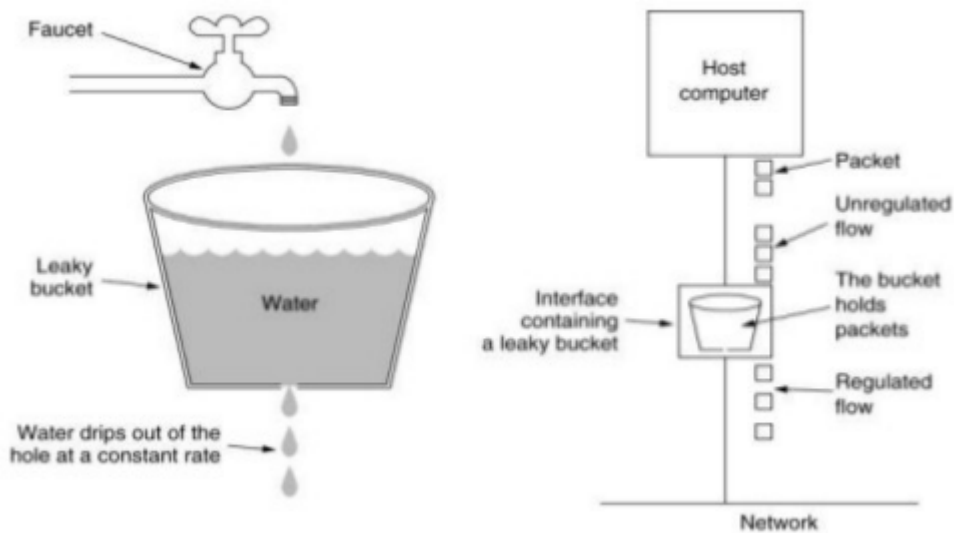 Faucet
Leaky
bucket
Water
Water drips out of the
hole at a constant rate
Host
computer
Packet
Unregulated
flow
The bucket
holds
packets
Interface
containing
a leaky bucket
Regulated
flow
Network